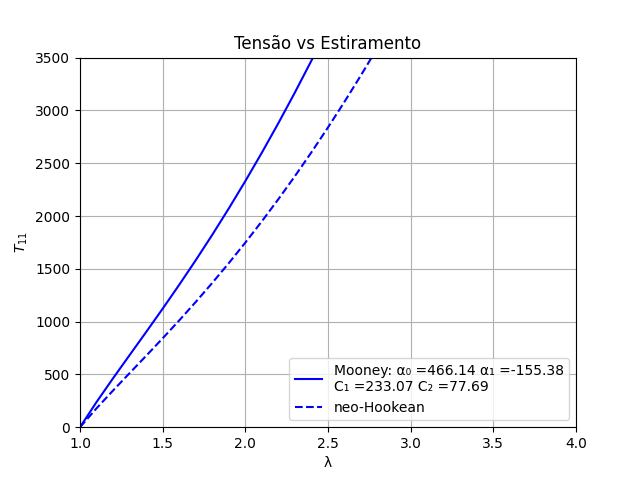 Tensão vs Estiramento
3500
3000
2500
2000
1500
1000
500
0
T₁₁
1.0 1.5 2.0 2.5 3.0 3.5 4.0
λ
Mooney: α₀ =466.14 α₁ =-155.38
C₁ =233.07 C₂ =77.69
neo-Hookean